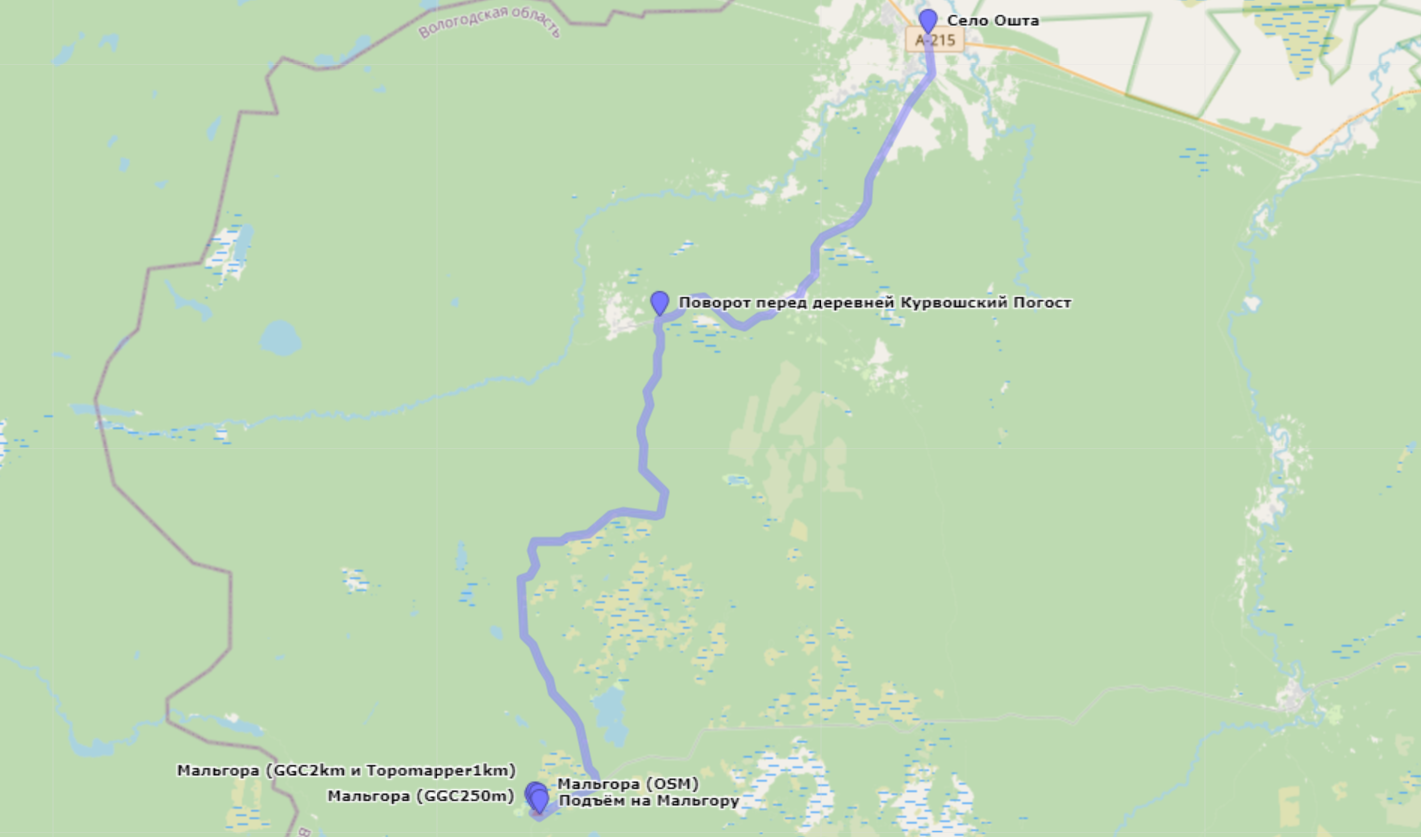 Вологодская область
Село Ошта
А-215
Поворот перед деревней Курвошский Погост
Мальгора (GGC2km и Topomapper1km)
Мальгора (OSM)
Мальгора (GGC250m)
Подъём на Мальгору
В